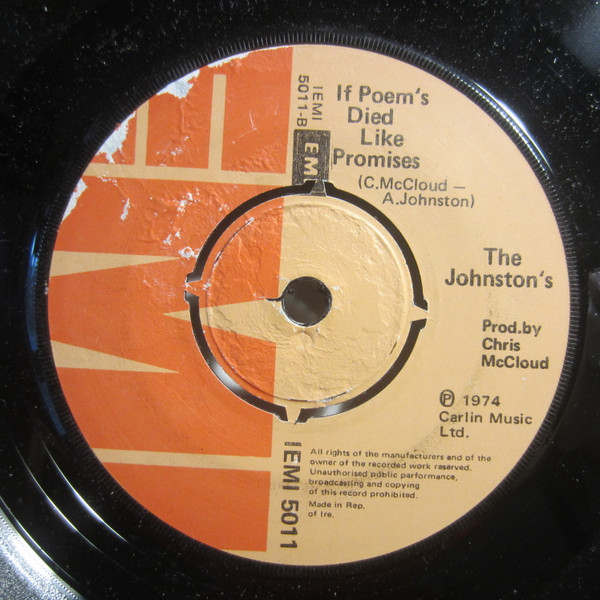 EMI
IEMI
5011-B
EMI
If Poem's
Died
Like
Promises
(C.McCloud –
A.Johnston)
The
Johnston's
Prod.by
Chris
McCloud
Ⓟ 1974
Carlin Music
Ltd.
All rights of the manufacturers and of the
owner of the recorded work reserved.
Unauthorised public performance,
broadcasting and copying
of this record prohibited.
Made in Rep.
of Ire.
IEMI 5011